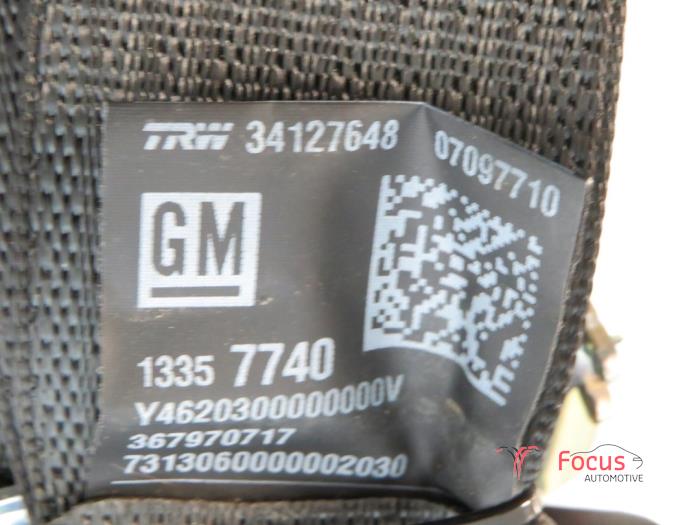 TRW 34127648 07097710
GM
1335 7740
Y4620300000000V
367970717
7313060000002030
Focus
AUTOMOTIVE